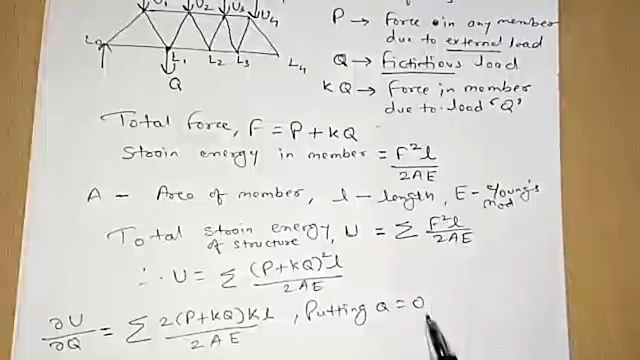 U1 U2 U3 U4
P → Force in any member
due to external load
L0
L1 L2 L3 L4
Q → Fictitious load
Q
KQ → Force in member
due to load 'Q'
Total force, F = P + kQ
Strain energy in member = F²l / 2AE
A – Area of member, l – length, E – Young's
mod
Total strain energy, U = Σ F²l / 2AE
of structure
∴ U = Σ (P+kQ)²l / 2AE
∂U/∂Q = Σ 2(P+kQ)Kl / 2AE , Putting Q = 0